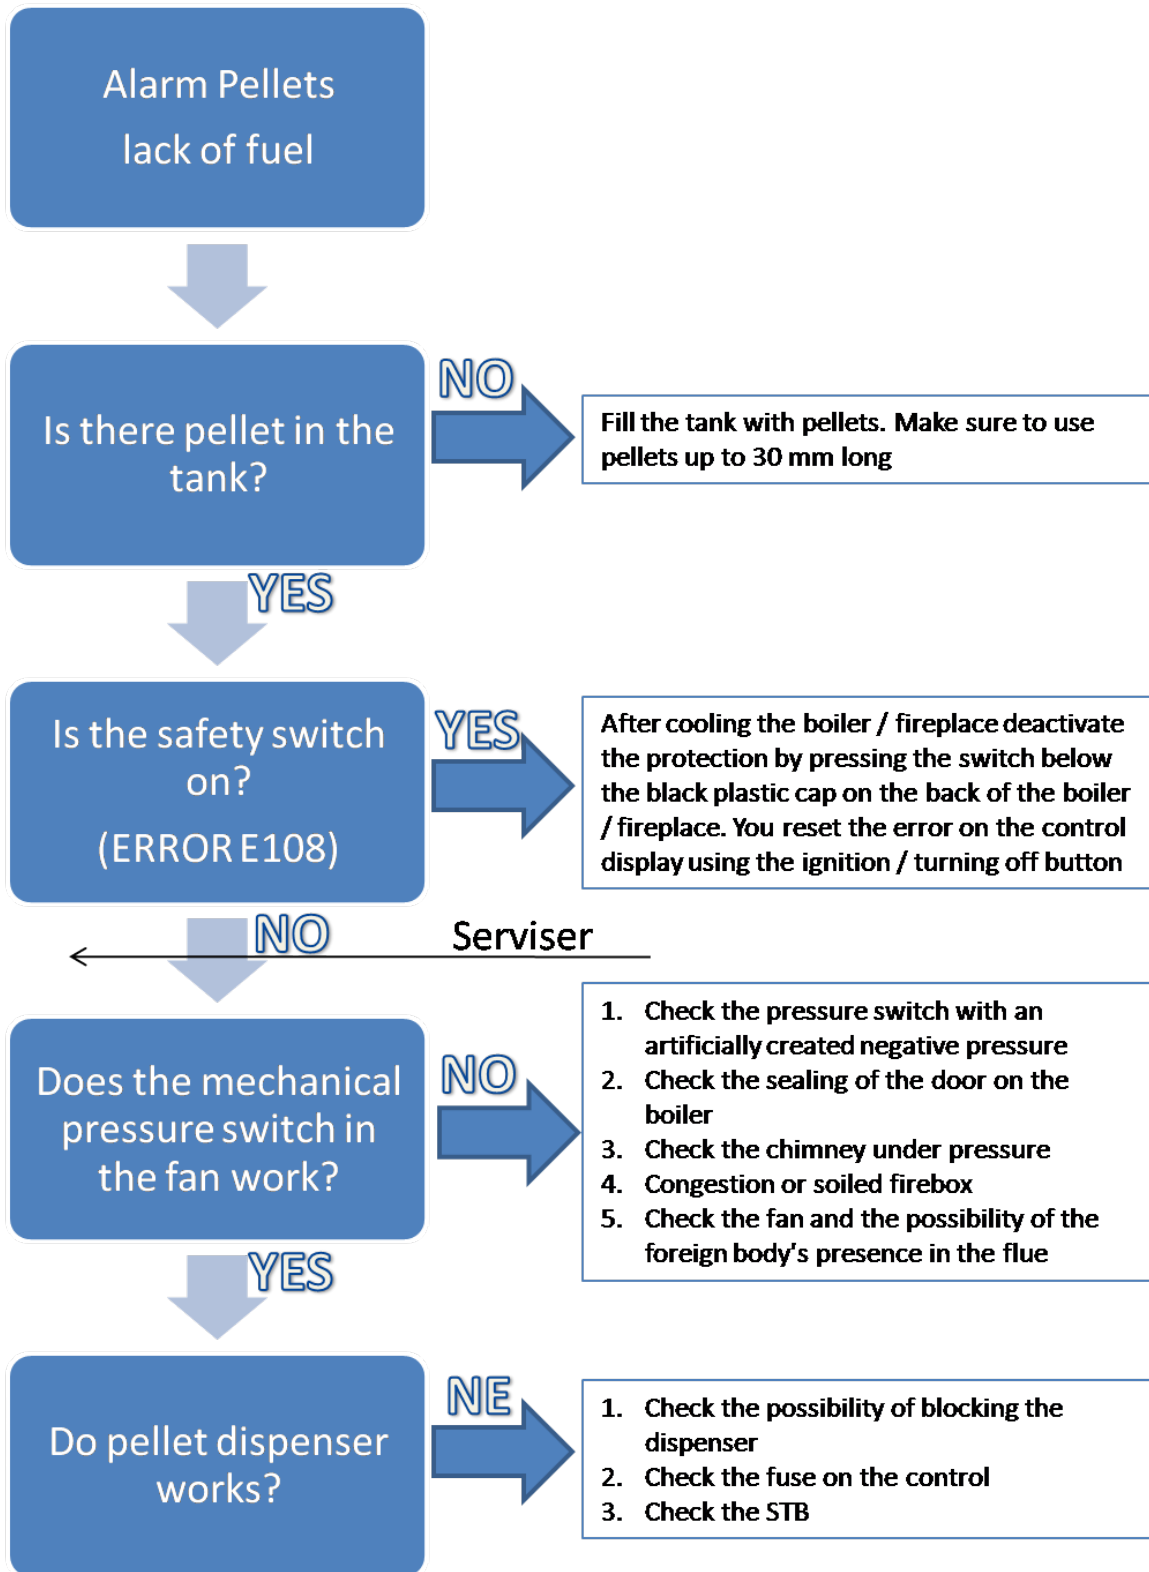 Alarm Pellets
lack of fuel
Is there pellet in the
tank?
NO
Fill the tank with pellets. Make sure to use
pellets up to 30 mm long
YES
Is the safety switch
on?
(ERROR E108)
YES
After cooling the boiler / fireplace deactivate
the protection by pressing the switch below
the black plastic cap on the back of the boiler
/ fireplace. You reset the error on the control
display using the ignition / turning off button
NO
Serviser
Does the mechanical
pressure switch in
the fan work?
NO
1. Check the pressure switch with an
artificially created negative pressure
2. Check the sealing of the door on the
boiler
3. Check the chimney under pressure
4. Congestion or soiled firebox
5. Check the fan and the possibility of the
foreign body's presence in the flue
YES
Do pellet dispenser
works?
NE
1. Check the possibility of blocking the
dispenser
2. Check the fuse on the control
3. Check the STB